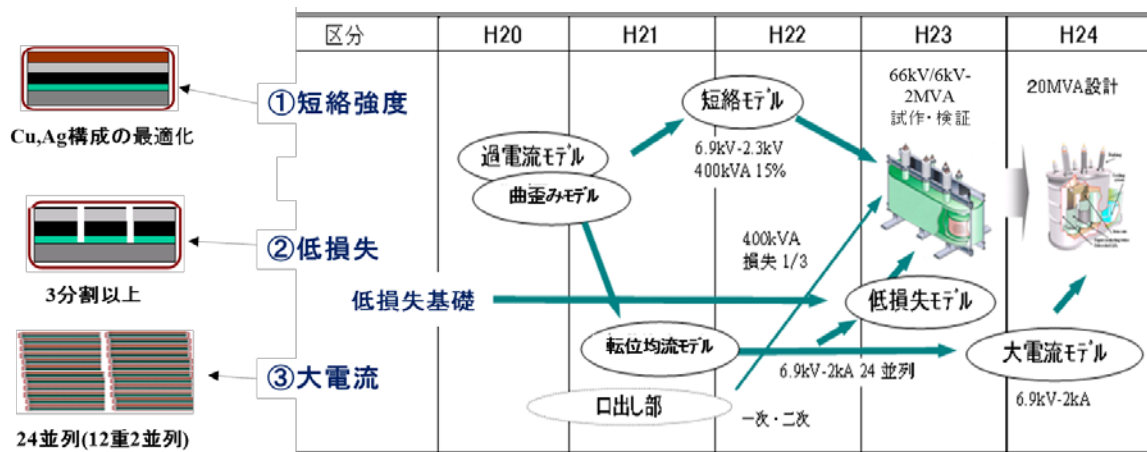 区分 H20 H21 H22 H23 H24
①短絡強度
Cu,Ag構成の最適化
短絡モデル
66kV/6kV-
2MVA
試作・検証
20MVA設計
過電流モデル
曲歪みモデル
6.9kV-2.3kV
400kVA 15%
②低損失
3分割以上
400kVA
損失 1/3
低損失基礎
低損失モデル
③大電流
24並列(12重2並列)
転位均流モデル
6.9kV-2kA 24 並列
大電流モデル
6.9kV-2kA
口出し部
一次・二次